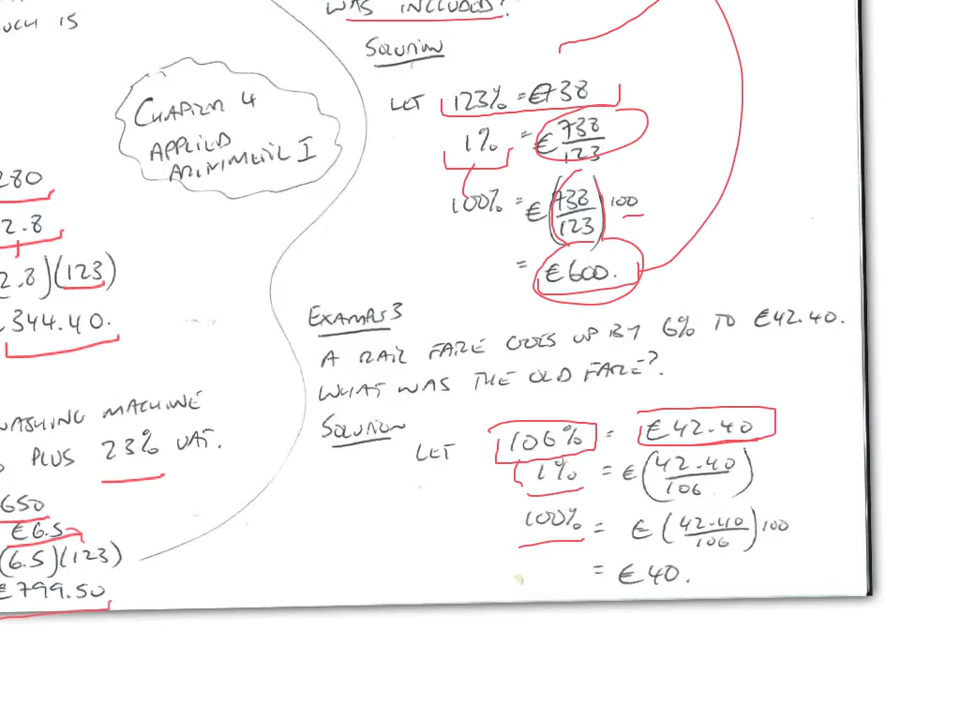 UCH IS
CHAPTER 4
APPLIED
ARITHMETIC I
280
2.8
2.8)(123)
344.40.
WASHING MACHINE
PLUS 23% VAT.
650
€6.5
(6.5)(123)
€799.50
WAS INCLUDED?
SOLUTION
LET 123% = €738
1% = € 738/123
100% = € (738/123) 100
= €600.
EXAMPLE 3
A RAIL FARE GOES UP BY 6% TO €42.40.
WHAT WAS THE OLD FARE?
SOLUTION
LET 106% = €42.40
1% = € (42.40/106)
100% = € (42.40/106) 100
= €40.